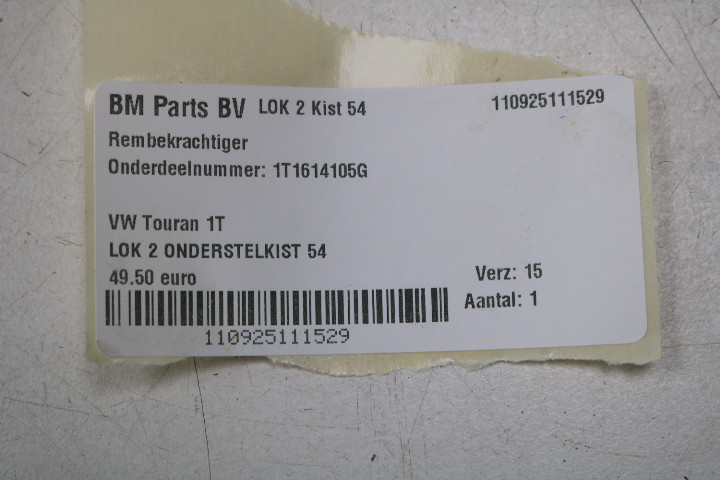 BM Parts BV LOK 2 Kist 54 110925111529
Rembekrachtiger
Onderdeelnummer: 1T1614105G
VW Touran 1T
LOK 2 ONDERSTELKIST 54
49.50 euro Verz: 15
Aantal: 1
110925111529